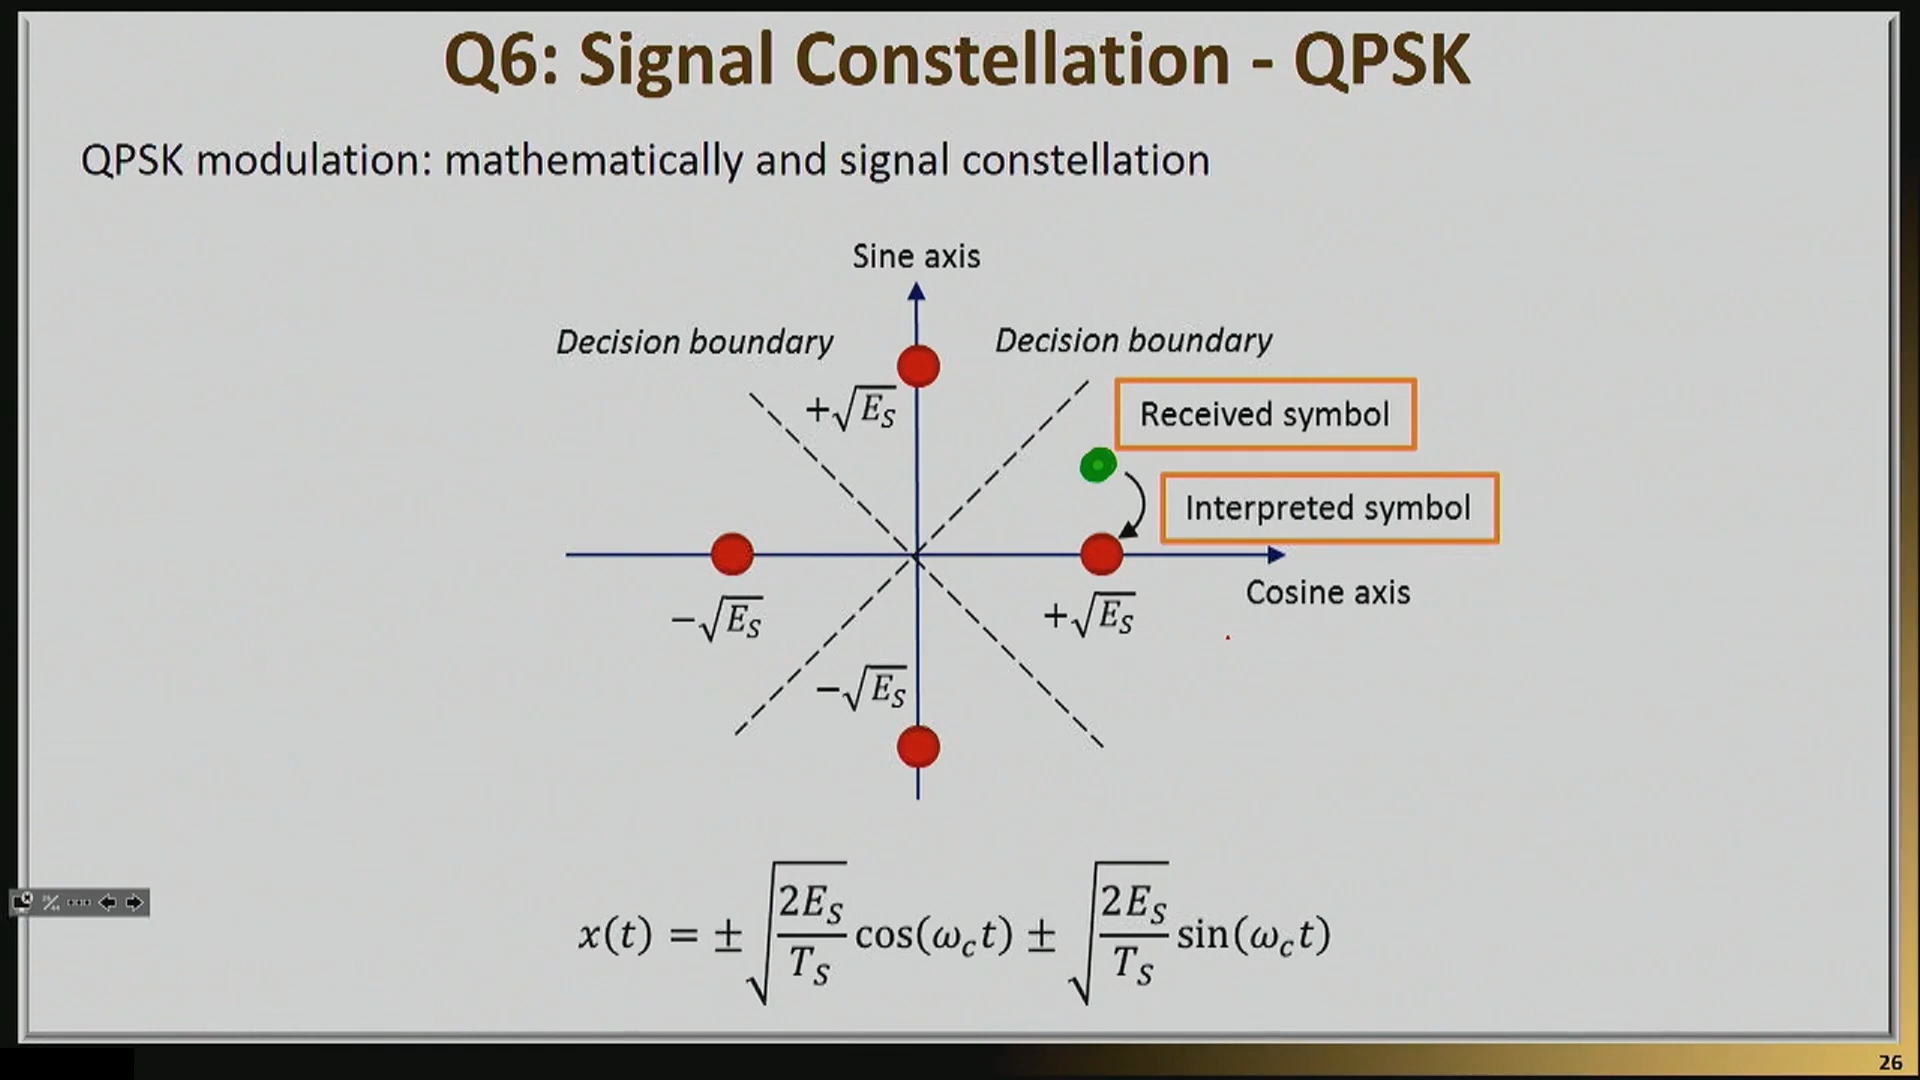 Q6: Signal Constellation - QPSK
QPSK modulation: mathematically and signal constellation
Sine axis
Decision boundary
Decision boundary
+√E_S
Received symbol
Interpreted symbol
Cosine axis
−√E_S
+√E_S
−√E_S
x(t) = ±√(2E_S/T_S) cos(ω_c t) ± √(2E_S/T_S) sin(ω_c t)
26